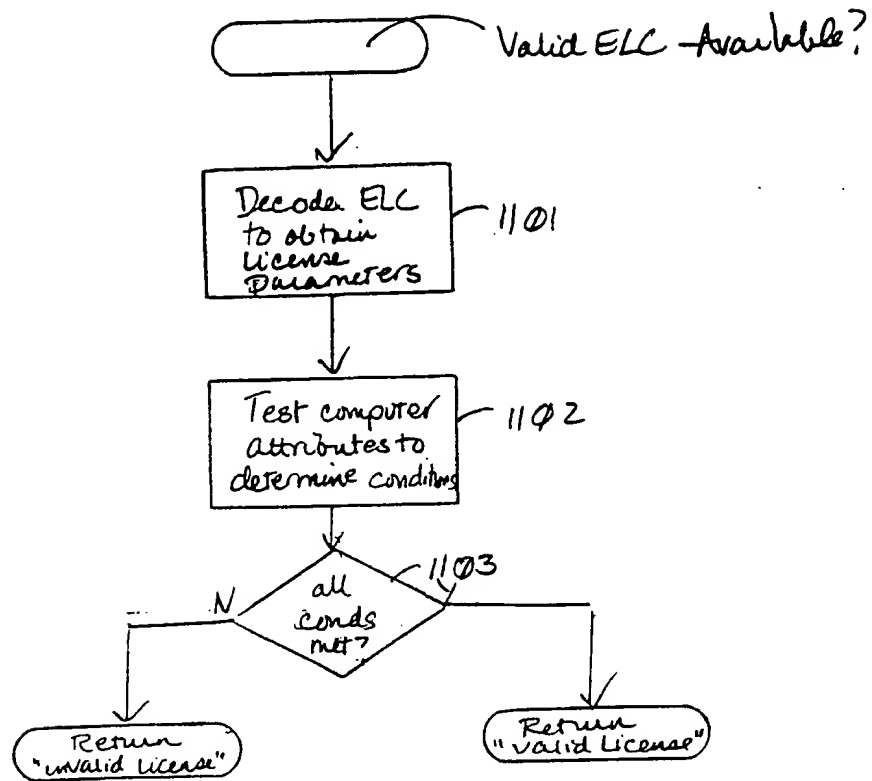 Valid ELC Available?
Decode ELC
to obtain
License
Parameters
1101
Test computer
attributes to
determine conditions
1102
1103
all
conds
met?
N
Y
Return
"invalid License"
Return
"valid License"